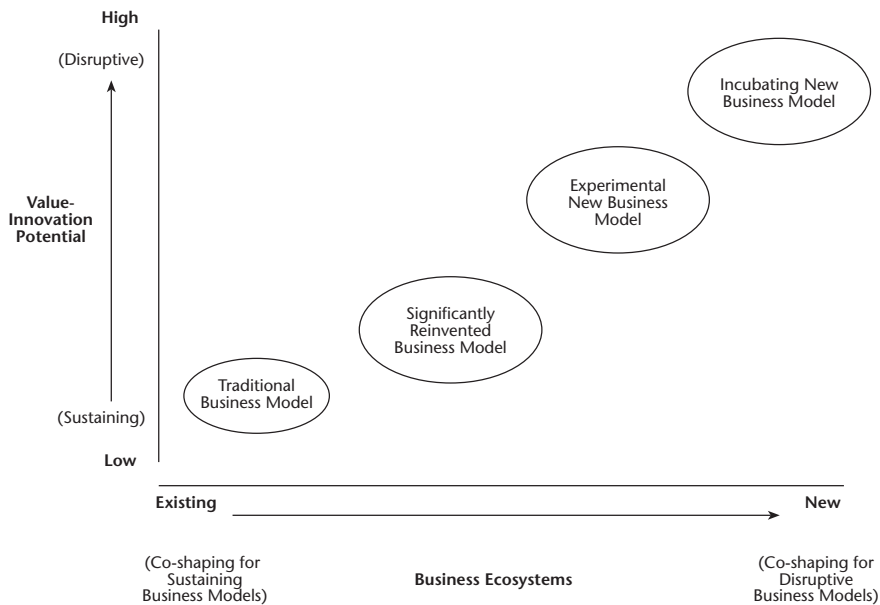 High
(Disruptive)
Value-
Innovation
Potential
(Sustaining)
Low
Incubating New
Business Model
Experimental
New Business
Model
Significantly
Reinvented
Business Model
Traditional
Business Model
Existing
New
(Co-shaping for
Sustaining
Business Models)
Business Ecosystems
(Co-shaping for
Disruptive
Business Models)